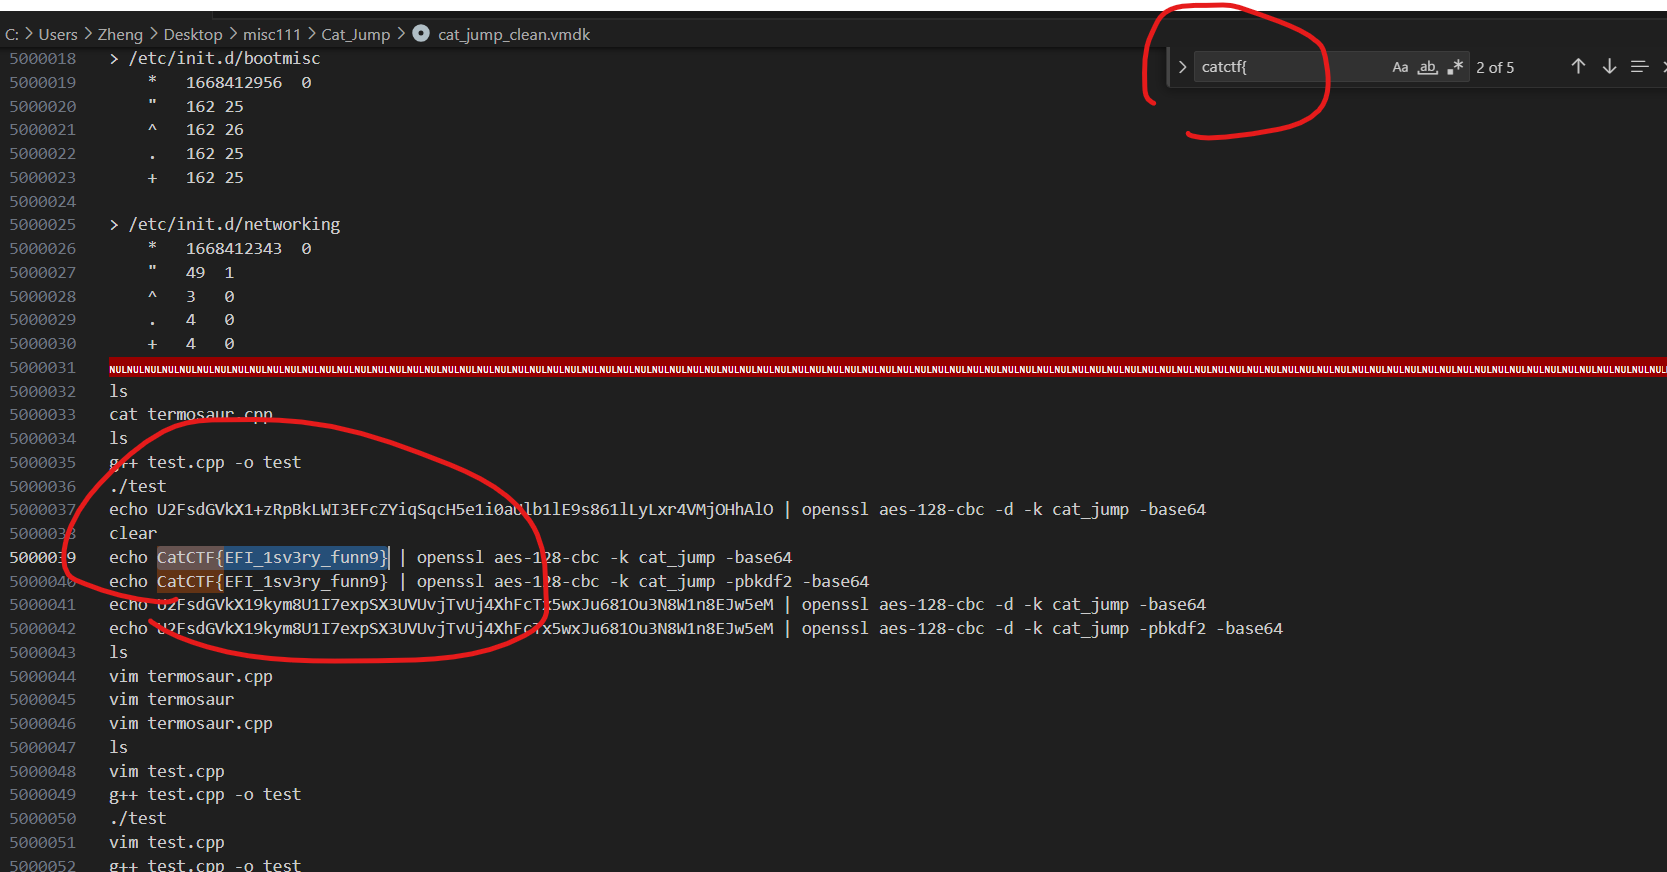 C: > Users > Zheng > Desktop > misc111 > Cat_Jump > cat_jump_clean.vmdk
catctf{ Aa ab .* 2 of 5
5000018 > /etc/init.d/bootmisc
5000019 * 1668412956 0
5000020 " 162 25
5000021 ^ 162 26
5000022 . 162 25
5000023 + 162 25
5000024
5000025 > /etc/init.d/networking
5000026 * 1668412343 0
5000027 " 49 1
5000028 ^ 3 0
5000029 . 4 0
5000030 + 4 0
5000031
5000032 ls
5000033 cat termosaur.cpp
5000034 ls
5000035 g++ test.cpp -o test
5000036 ./test
5000037 echo | openssl aes-128-cbc -d -k cat_jump -base64
5000038 clear
5000039 echo CatCTF{EFI_1sv3ry_funn9} | openssl aes-128-cbc -k cat_jump -base64
5000040 echo CatCTF{EFI_1sv3ry_funn9} | openssl aes-128-cbc -k cat_jump -pbkdf2 -base64
5000041 echo U2FsdGVkX19kym8U1I7expSX3UVUvjTvUj4XhFcTx5wxJu681Ou3N8W1n8EJw5eM | openssl aes-128-cbc -d -k cat_jump -base64
5000042 echo U2FsdGVkX19kym8U1I7expSX3UVUvjTvUj4XhFcTx5wxJu681Ou3N8W1n8EJw5eM | openssl aes-128-cbc -d -k cat_jump -pbkdf2 -base64
5000043 ls
5000044 vim termosaur.cpp
5000045 vim termosaur
5000046 vim termosaur.cpp
5000047 ls
5000048 vim test.cpp
5000049 g++ test.cpp -o test
5000050 ./test
5000051 vim test.cpp
5000052 g++ test.cpp -o test